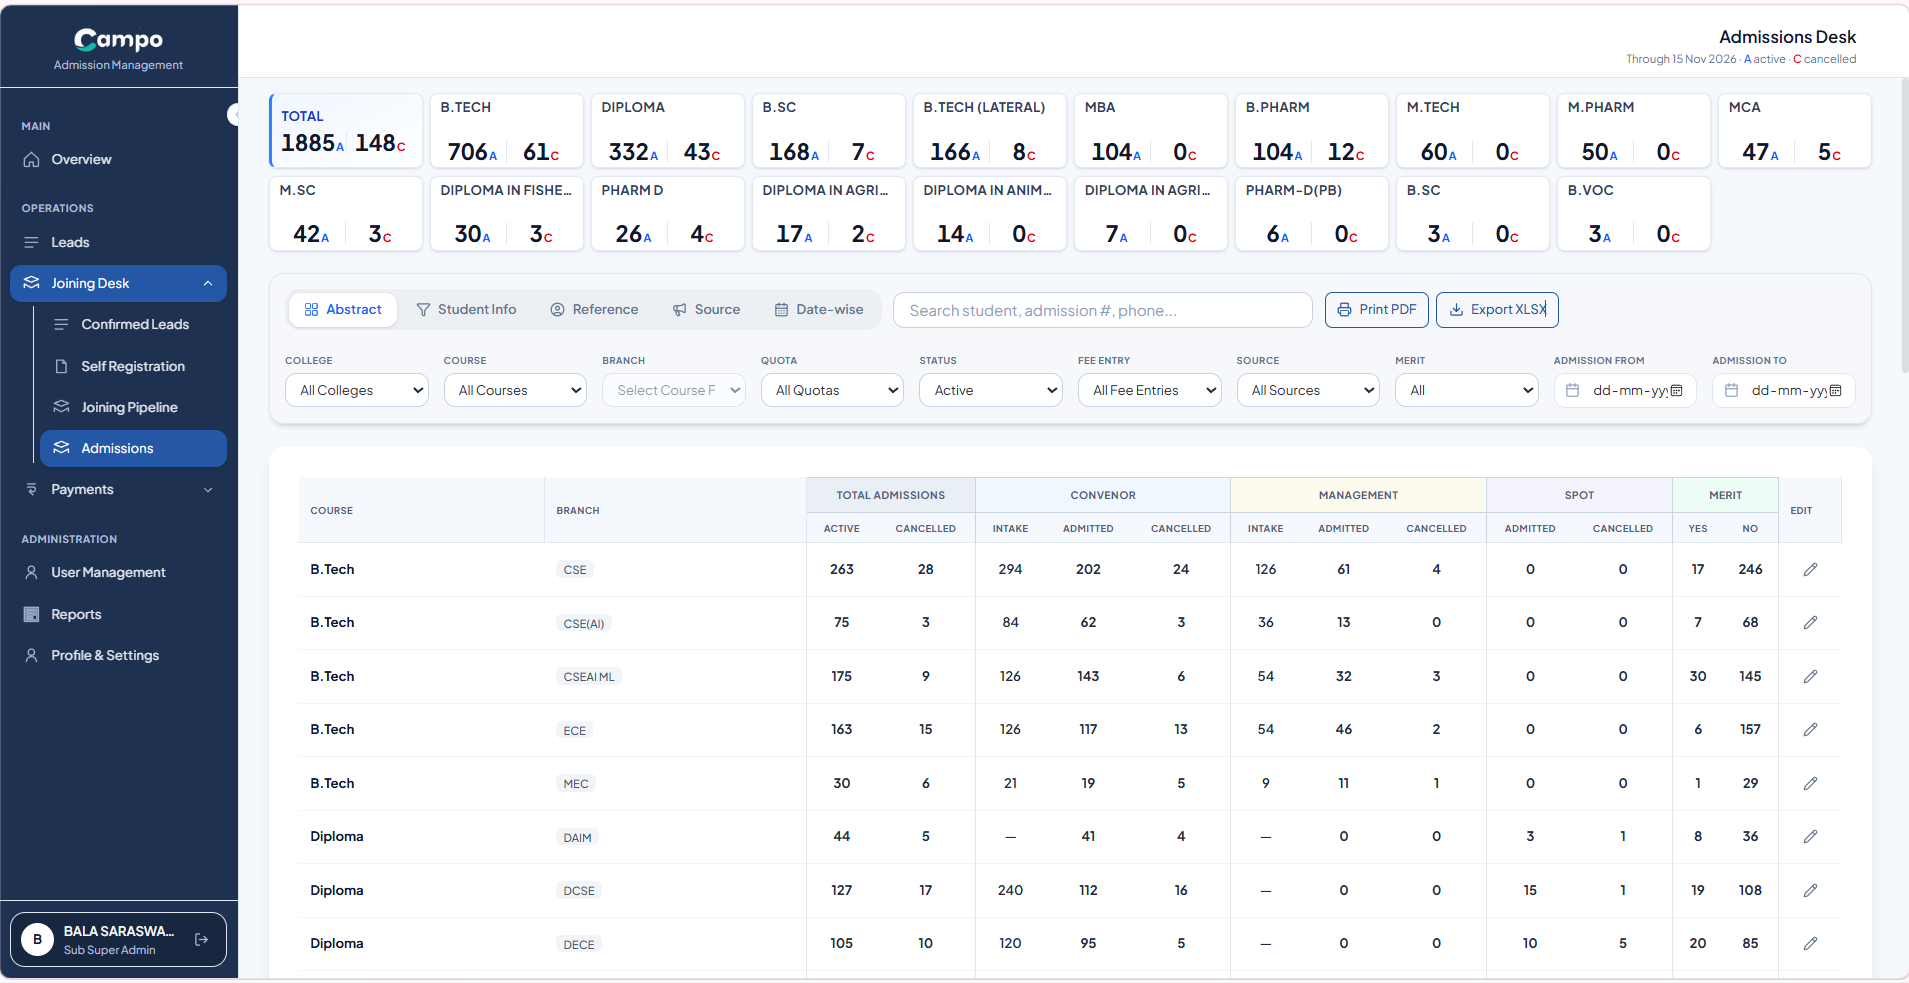 Campo
Admission Management
MAIN
Overview
OPERATIONS
Leads
Joining Desk
Confirmed Leads
Self Registration
Joining Pipeline
Admissions
Payments
ADMINISTRATION
User Management
Reports
Profile & Settings
B
BALA SARASWA...
Sub Super Admin
Admissions Desk
Through 15 Nov 2026 · A active · C cancelled
TOTAL
1885A 148C
B.TECH
706A 61C
DIPLOMA
332A 43C
B.SC
168A 7C
B.TECH (LATERAL)
166A 8C
MBA
104A 0C
B.PHARM
104A 12C
M.TECH
60A 0C
M.PHARM
50A 0C
MCA
47A 5C
M.SC
42A 3C
DIPLOMA IN FISHE...
30A 3C
PHARM D
26A 4C
DIPLOMA IN AGRI...
17A 2C
DIPLOMA IN ANIM...
14A 0C
DIPLOMA IN AGRI...
7A 0C
PHARM-D(PB)
6A 0C
B.SC
3A 0C
B.VOC
3A 0C
Abstract Student Info Reference Source Date-wise Search student, admission #, phone... Print PDF Export XLSX
COLLEGE COURSE BRANCH QUOTA STATUS FEE ENTRY SOURCE MERIT ADMISSION FROM ADMISSION TO
All Colleges All Courses Select Course F All Quotas Active All Fee Entries All Sources All dd-mm-yyy dd-mm-yyy
COURSE BRANCH TOTAL ADMISSIONS CONVENOR MANAGEMENT SPOT MERIT EDIT
ACTIVE CANCELLED INTAKE ADMITTED CANCELLED INTAKE ADMITTED CANCELLED ADMITTED CANCELLED YES NO
B.Tech CSE 263 28 294 202 24 126 61 4 0 0 17 246
B.Tech CSE(AI) 75 3 84 62 3 36 13 0 0 0 7 68
B.Tech CSEAI ML 175 9 126 143 6 54 32 3 0 0 30 145
B.Tech ECE 163 15 126 117 13 54 46 2 0 0 6 157
B.Tech MEC 30 6 21 19 5 9 11 1 0 0 1 29
Diploma DAIM 44 5 — 41 4 — 0 0 3 1 8 36
Diploma DCSE 127 17 240 112 16 — 0 0 15 1 19 108
Diploma DECE 105 10 120 95 5 — 0 0 10 5 20 85